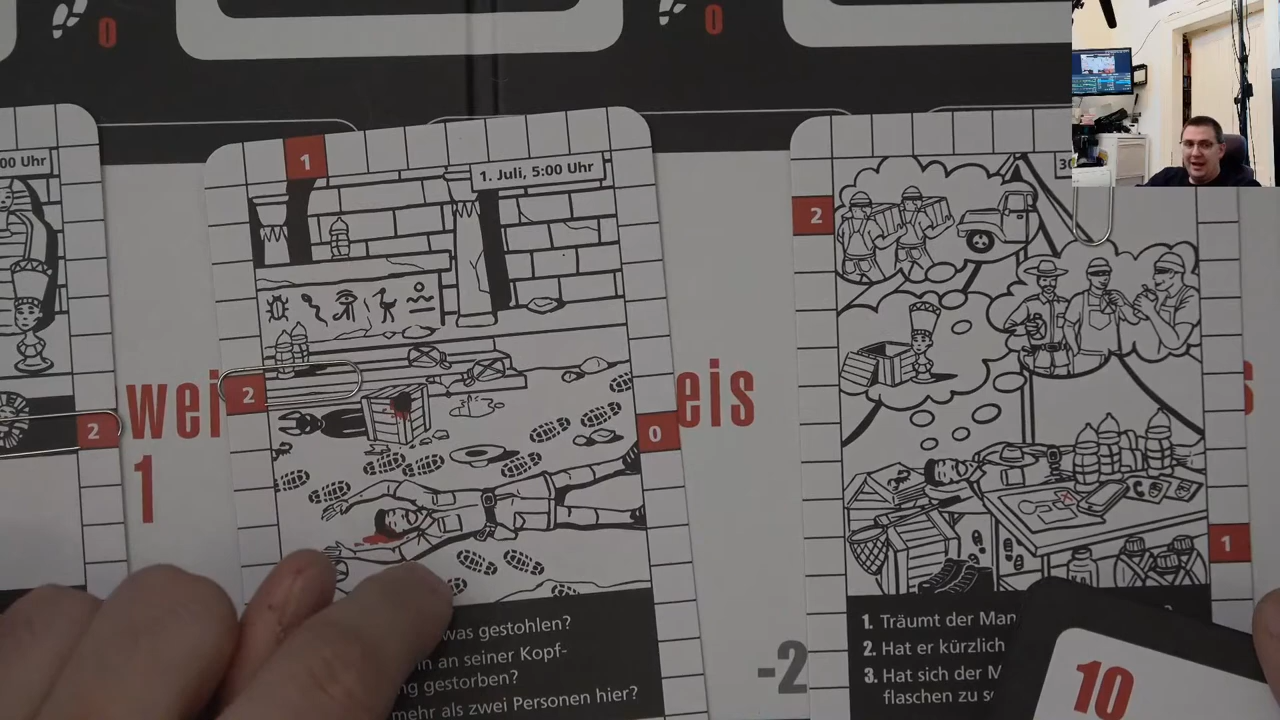 0
0
00 Uhr
2
wei
1
1
1. Juli, 5:00 Uhr
2
0
was gestohlen?
in an seiner Kopf-
ng gestorben?
mehr als zwei Personen hier?
eis
-2
2
30
1
1. Träumt der Man
2. Hat er kürzlich
3. Hat sich der M
flaschen zu s
10